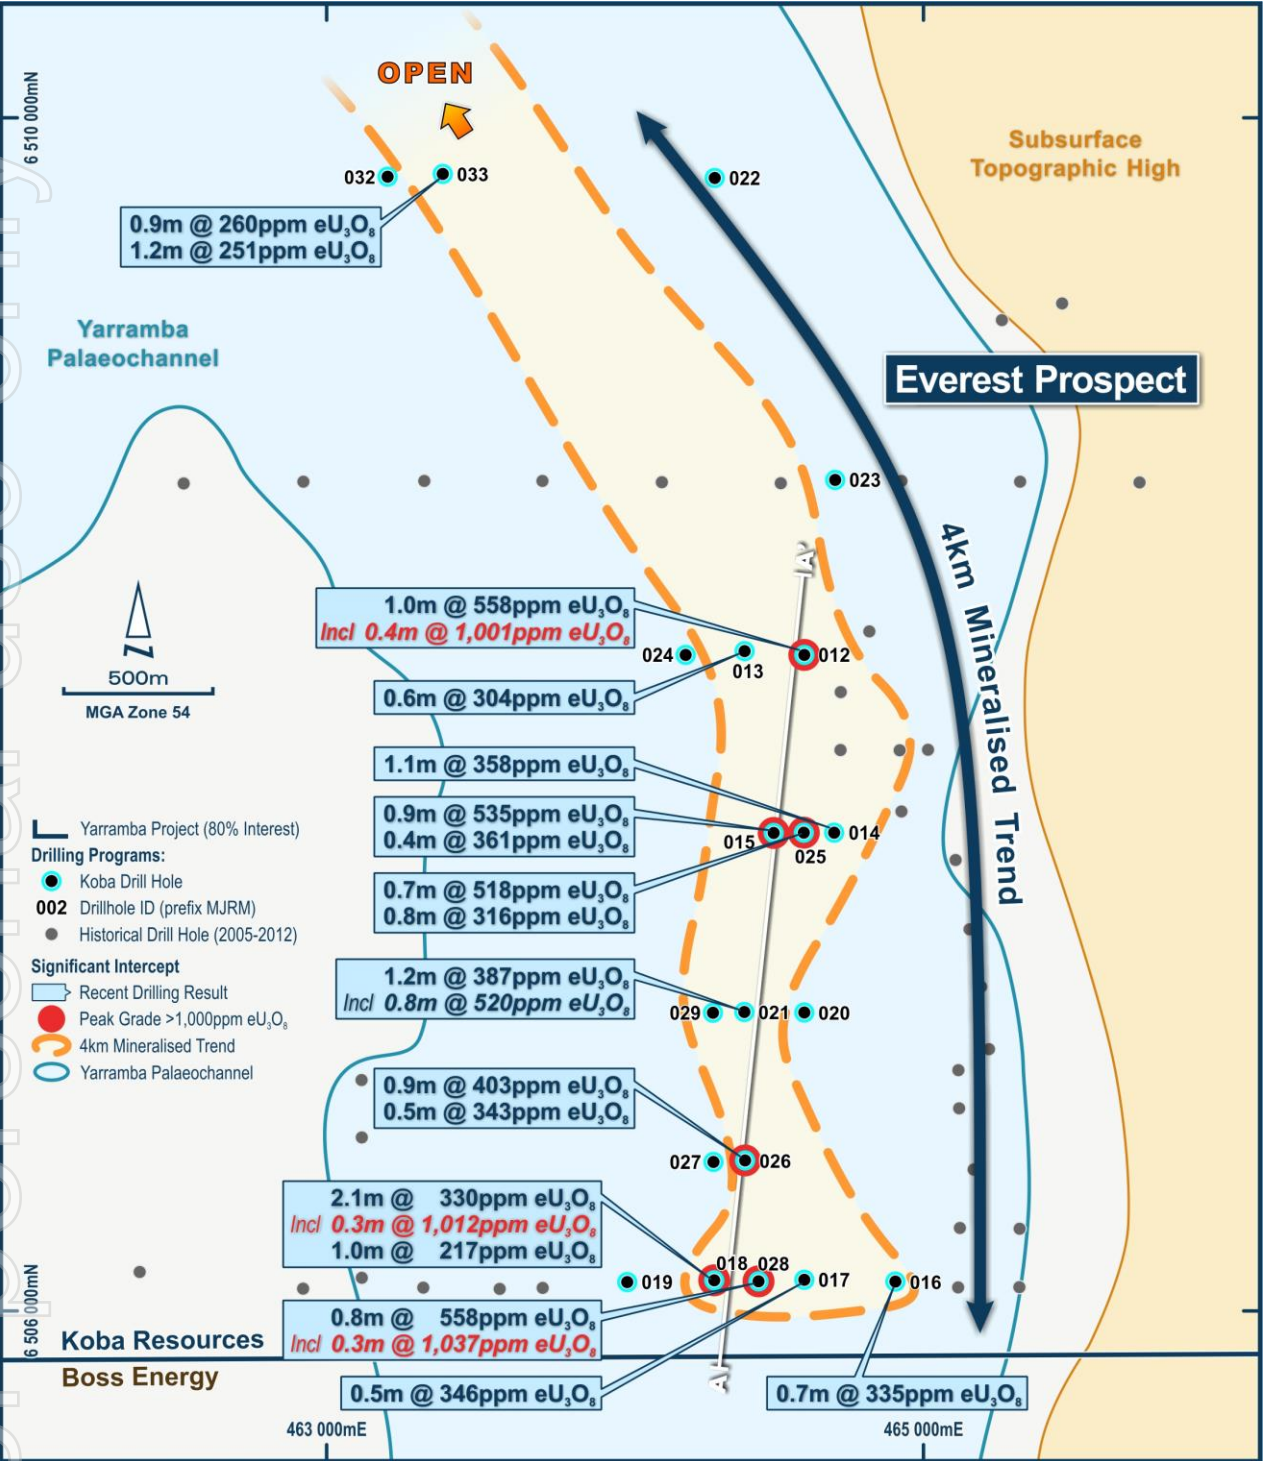 OPEN
6 510 000mN
Subsurface
Topographic High
032
033
022
0.9m @ 260ppm eU₃O₈
1.2m @ 251ppm eU₃O₈
Yarramba
Palaeochannel
Everest Prospect
023
4km Mineralised Trend
A'
1.0m @ 558ppm eU₃O₈
Incl 0.4m @ 1,001ppm eU₃O₈
024
013
012
N
500m
MGA Zone 54
0.6m @ 304ppm eU₃O₈
1.1m @ 358ppm eU₃O₈
0.9m @ 535ppm eU₃O₈
0.4m @ 361ppm eU₃O₈
015
025
014
0.7m @ 518ppm eU₃O₈
0.8m @ 316ppm eU₃O₈
Yarramba Project (80% Interest)
Drilling Programs:
Koba Drill Hole
002 Drillhole ID (prefix MJRM)
Historical Drill Hole (2005-2012)
Significant Intercept
Recent Drilling Result
Peak Grade >1,000ppm eU₃O₈
4km Mineralised Trend
Yarramba Palaeochannel
1.2m @ 387ppm eU₃O₈
Incl 0.8m @ 520ppm eU₃O₈
029
021
020
0.9m @ 403ppm eU₃O₈
0.5m @ 343ppm eU₃O₈
027
026
2.1m @ 330ppm eU₃O₈
Incl 0.3m @ 1,012ppm eU₃O₈
1.0m @ 217ppm eU₃O₈
019
018
028
017
016
0.8m @ 558ppm eU₃O₈
Incl 0.3m @ 1,037ppm eU₃O₈
6 506 000mN
Koba Resources
Boss Energy
A
0.5m @ 346ppm eU₃O₈
0.7m @ 335ppm eU₃O₈
463 000mE
465 000mE